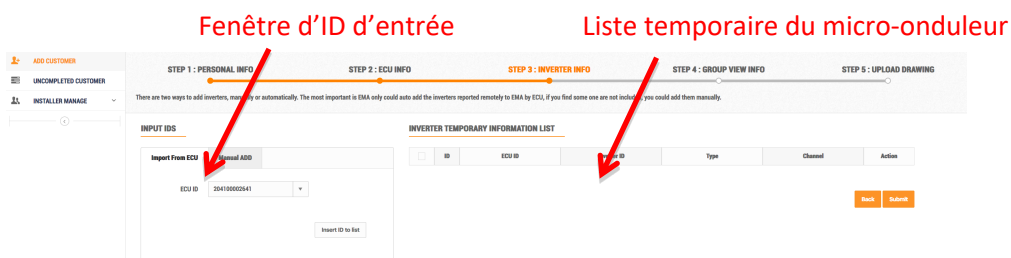 Fenêtre d’ID d’entrée
Liste temporaire du micro-onduleur
ADD CUSTOMER
UNCOMPLETED CUSTOMER
INSTALLER MANAGE
STEP 1 : PERSONAL INFO
STEP 2 : ECU INFO
STEP 3 : INVERTER INFO
STEP 4 : GROUP VIEW INFO
STEP 5 : UPLOAD DRAWING
There are two ways to add inverters, manually or automatically. The most important is EMA only could auto add the inverters reported remotely to EMA by ECU, if you find some one are not included, you could add them manually.
INPUT IDS
Import From ECU
Manual ADD
ECU ID
204100002641
Insert ID to list
INVERTER TEMPORARY INFORMATION LIST
ID
ECU ID
Inverter ID
Type
Channel
Action
Back
Submit